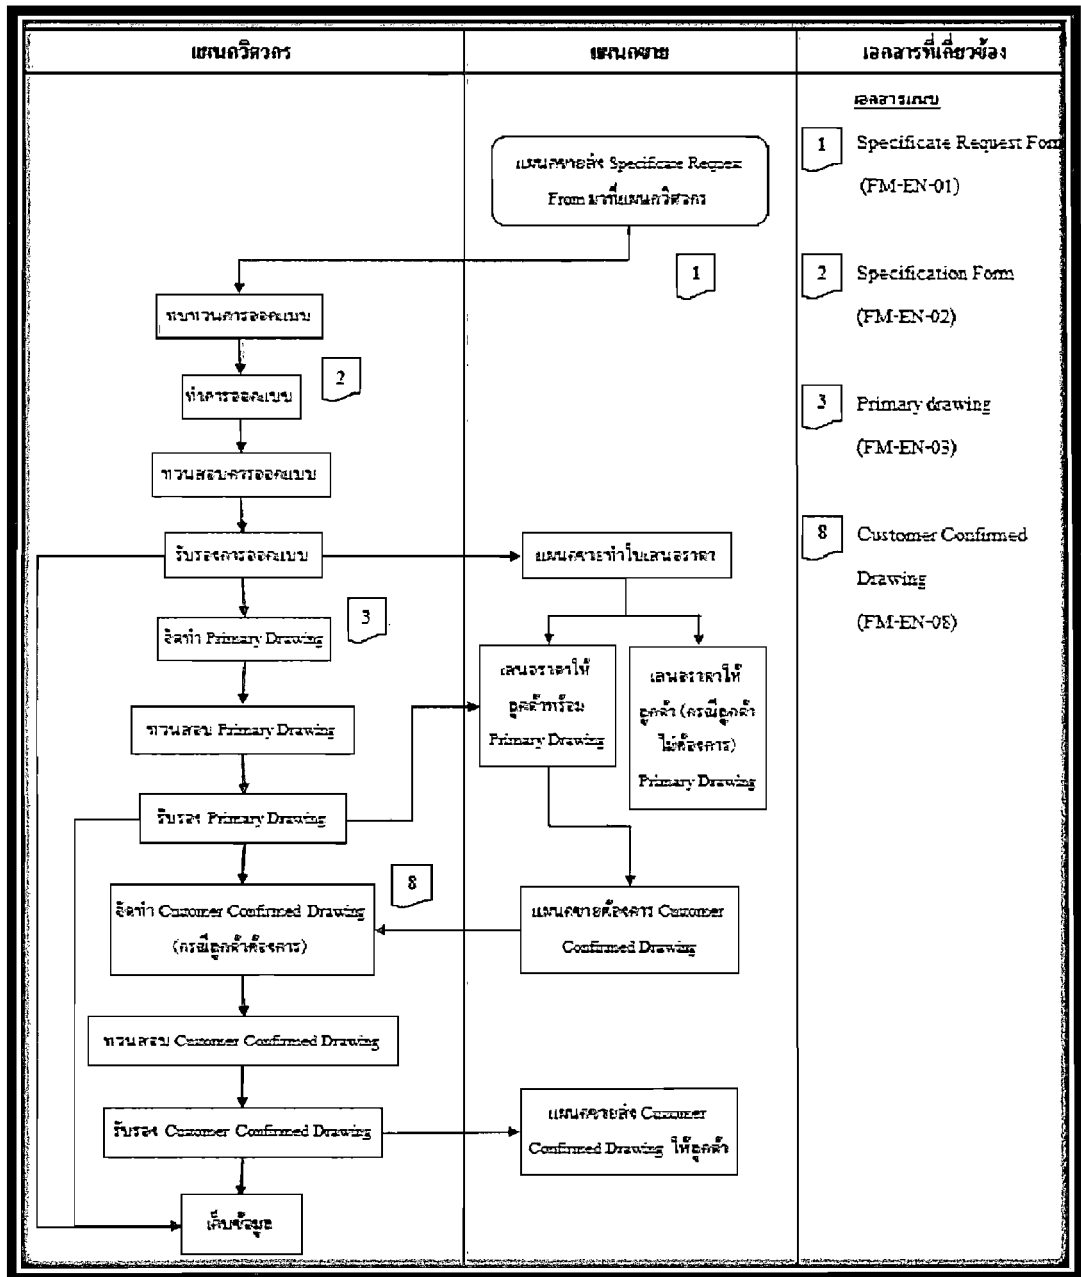 แผนกวิศวกร
แผนกขาย
เอกสารที่เกี่ยวข้อง
เอกสารแนบ
แผนกขายส่ง Specificate Request
From มาที่แผนกวิศวกร
1
1
Specificate Request Form
(FM-EN-01)
2
Specification Form
(FM-EN-02)
3
Primary drawing
(FM-EN-03)
8
Customer Confirmed
Drawing
(FM-EN-08)
ทบทวนการออกแบบ
2
ทำการออกแบบ
ทวนสอบการออกแบบ
รับรองการออกแบบ
แผนกขายทำใบเสนอราคา
3
จัดทำ Primary Drawing
เสนอราคาให้
ลูกค้าพร้อม
Primary Drawing
เสนอราคาให้
ลูกค้า (กรณีลูกค้า
ไม่ต้องการ)
Primary Drawing
ทวนสอบ Primary Drawing
รับรอง Primary Drawing
8
จัดทำ Customer Confirmed Drawing
(กรณีลูกค้าต้องการ)
แผนกขายต้องการ Customer
Confirmed Drawing
ทวนสอบ Customer Confirmed Drawing
รับรอง Customer Confirmed Drawing
แผนกขายส่ง Customer
Confirmed Drawing ให้ลูกค้า
เก็บข้อมูล